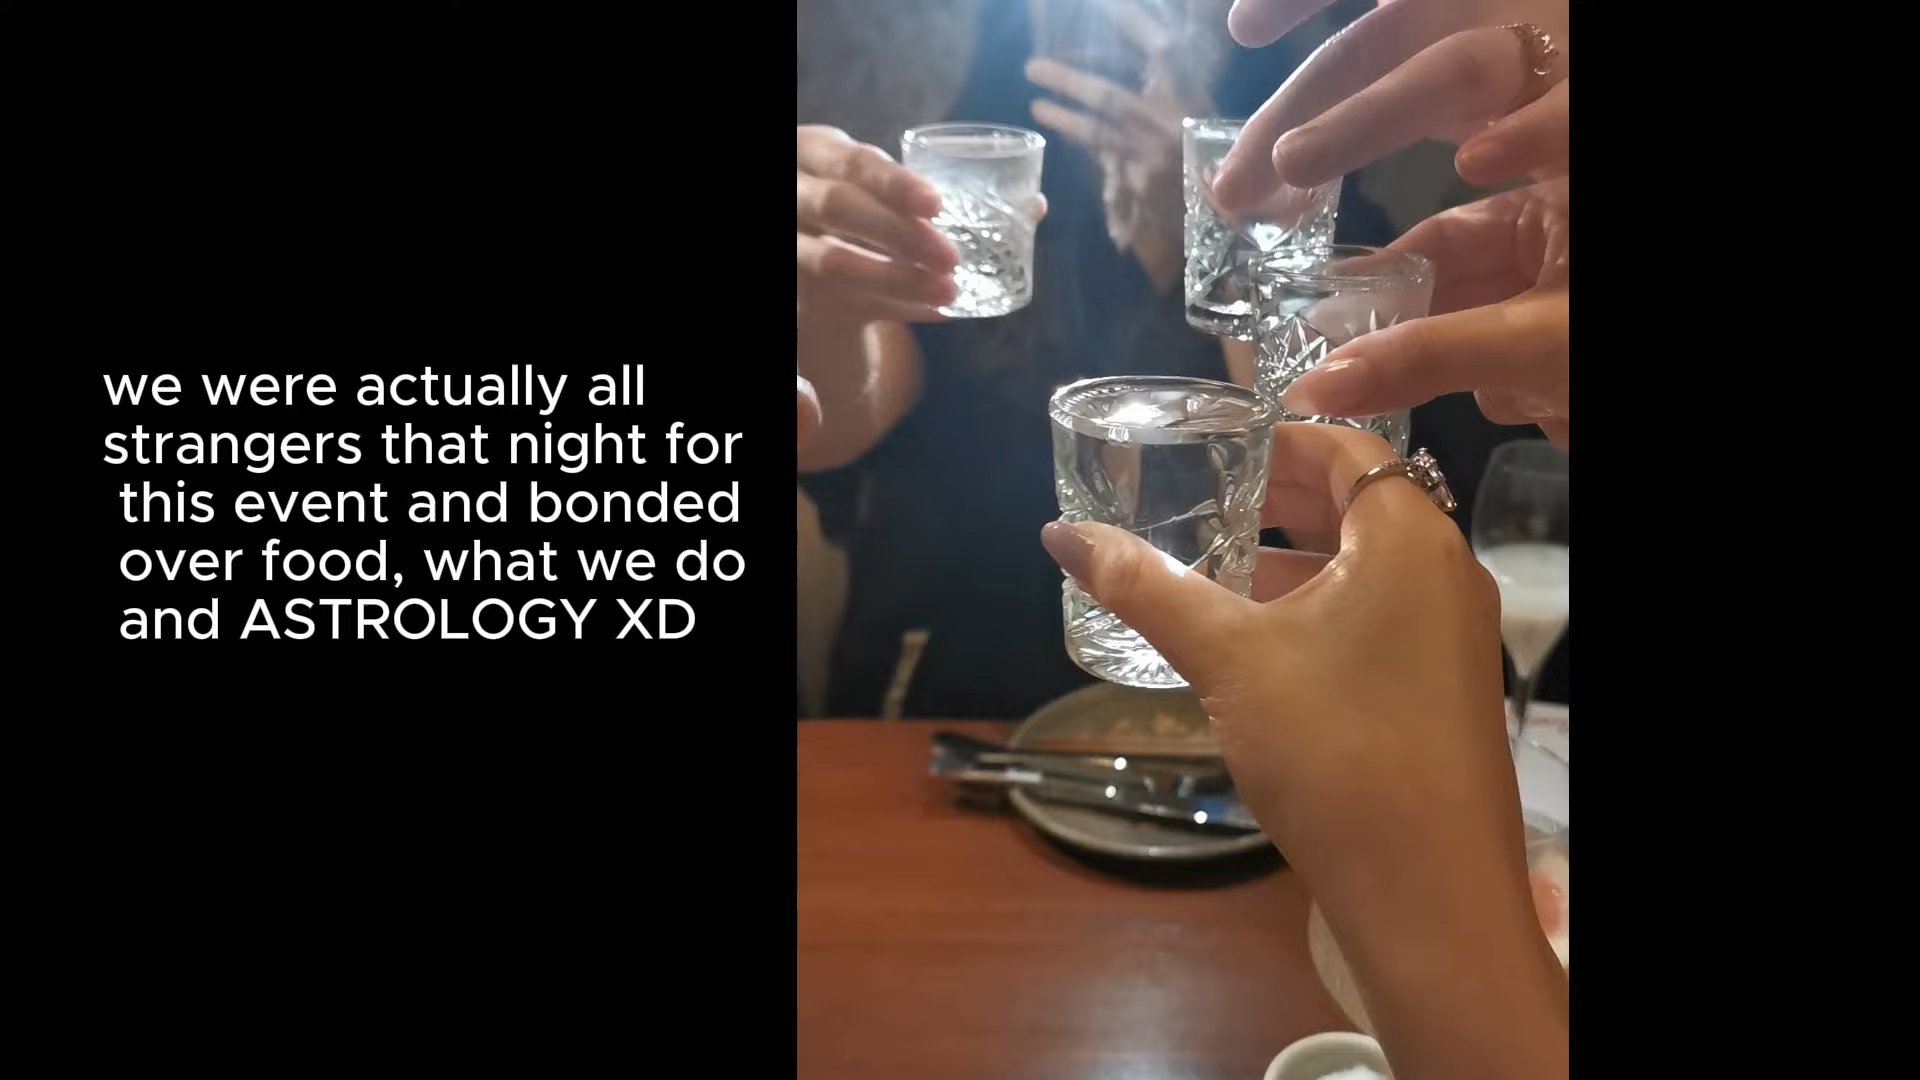 we were actually all
strangers that night for
this event and bonded
over food, what we do
and ASTROLOGY XD